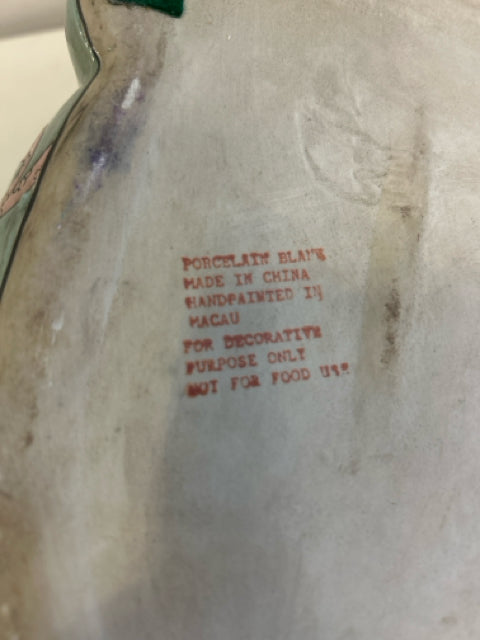 PORCELAIN BLANK
MADE IN CHINA
HANDPAINTED IN
MACAU
FOR DECORATIVE
PURPOSE ONLY
NOT FOR FOOD USE